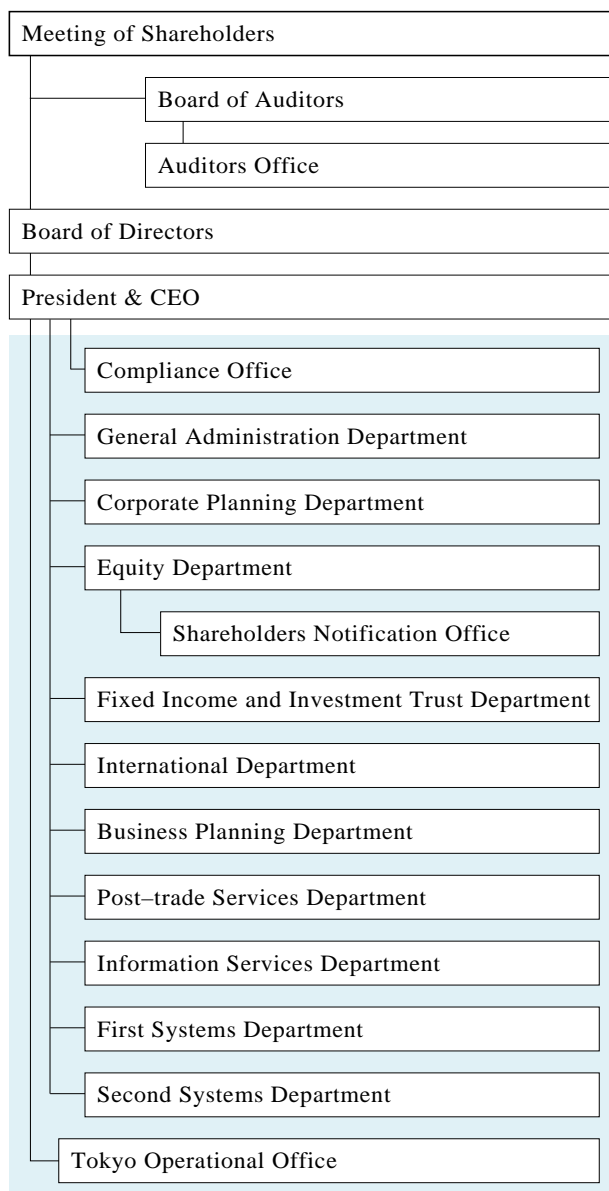 Meeting of Shareholders
Board of Auditors
Auditors Office
Board of Directors
President & CEO
Compliance Office
General Administration Department
Corporate Planning Department
Equity Department
Shareholders Notification Office
Fixed Income and Investment Trust Department
International Department
Business Planning Department
Post–trade Services Department
Information Services Department
First Systems Department
Second Systems Department
Tokyo Operational Office